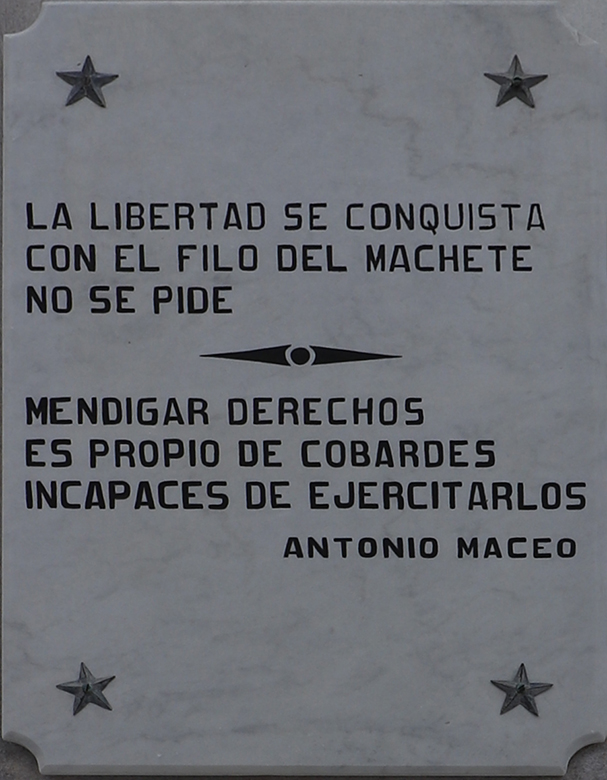 LA LIBERTAD SE CONQUISTA
CON EL FILO DEL MACHETE
NO SE PIDE
MENDIGAR DERECHOS
ES PROPIO DE COBARDES
INCAPACES DE EJERCITARLOS
ANTONIO MACEO